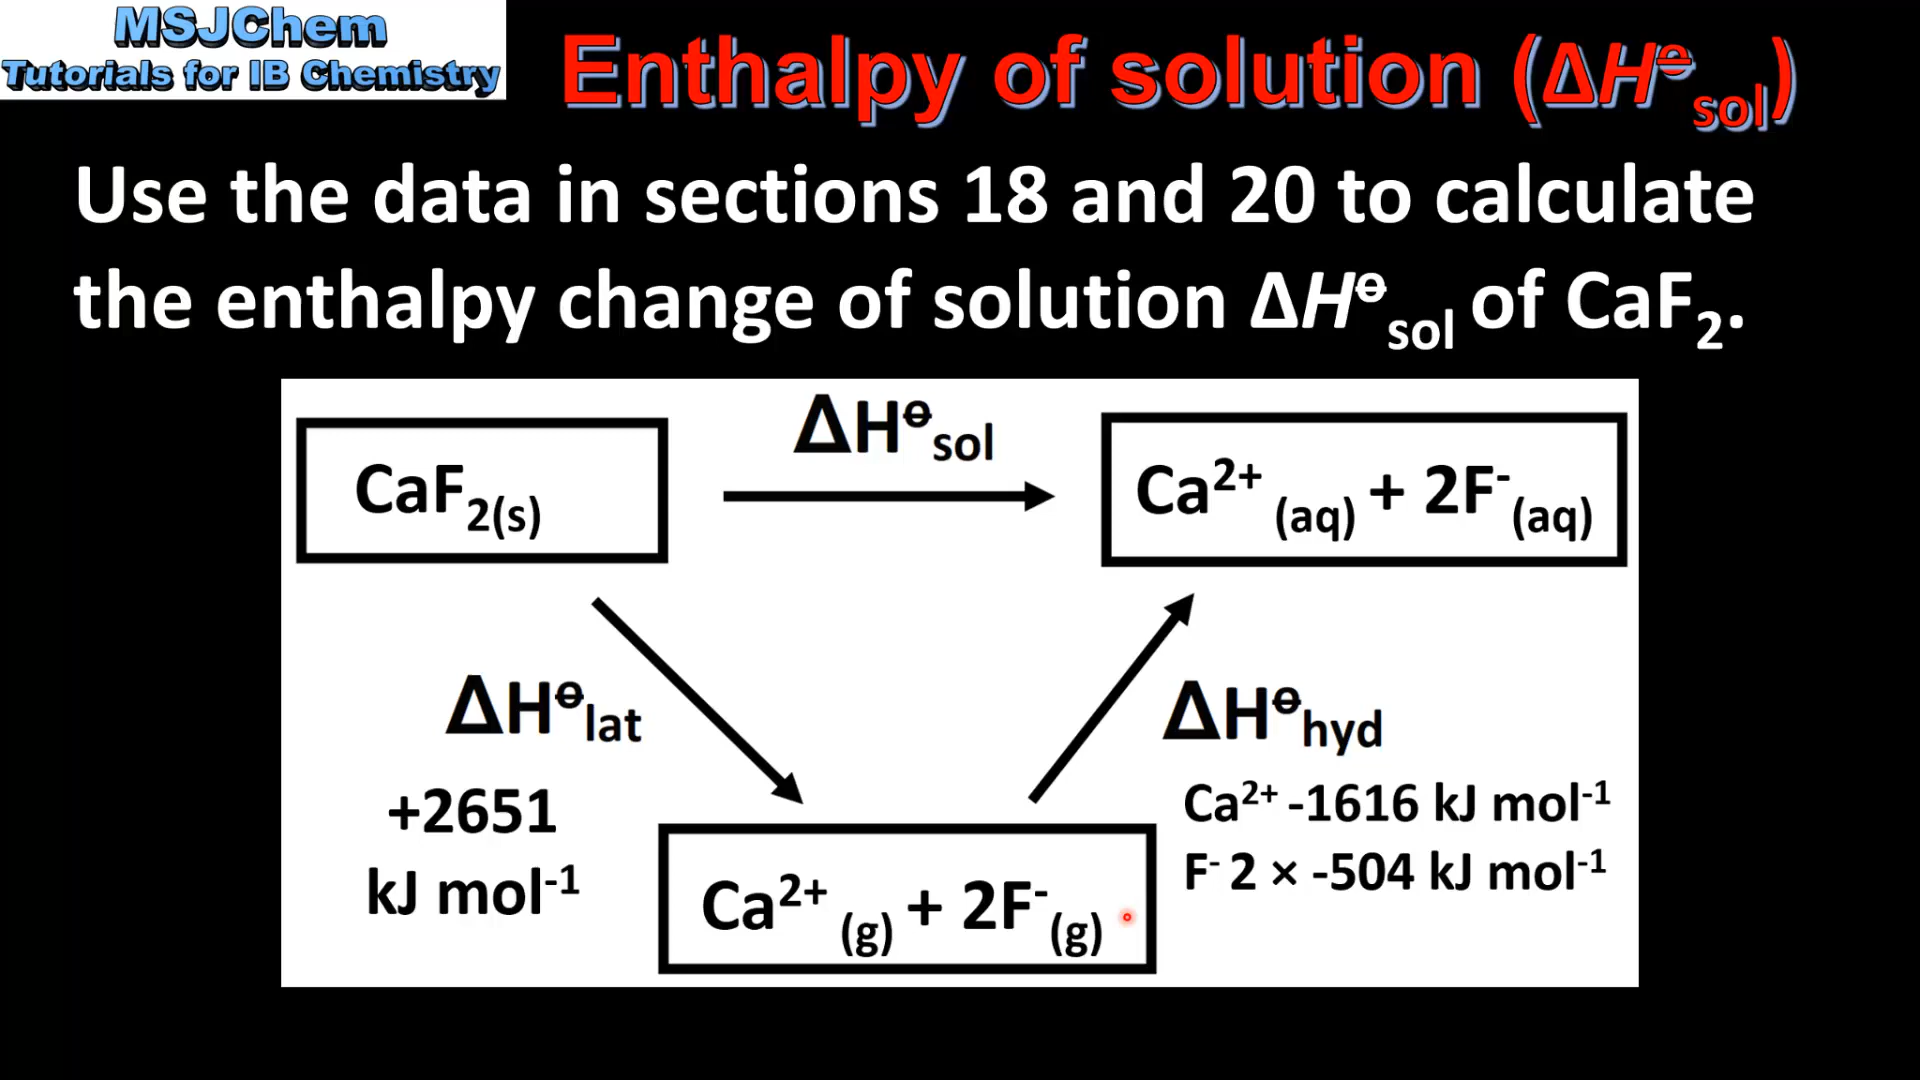 MSJChem
Tutorials for IB Chemistry
Enthalpy of solution (ΔH⦵sol)
Use the data in sections 18 and 20 to calculate
the enthalpy change of solution ΔH⦵sol of CaF₂.
ΔH⦵sol
CaF₂(s)
Ca²⁺(aq) + 2F⁻(aq)
ΔH⦵lat
+2651
kJ mol⁻¹
ΔH⦵hyd
Ca²⁺ -1616 kJ mol⁻¹
F⁻ 2 × -504 kJ mol⁻¹
Ca²⁺(g) + 2F⁻(g)